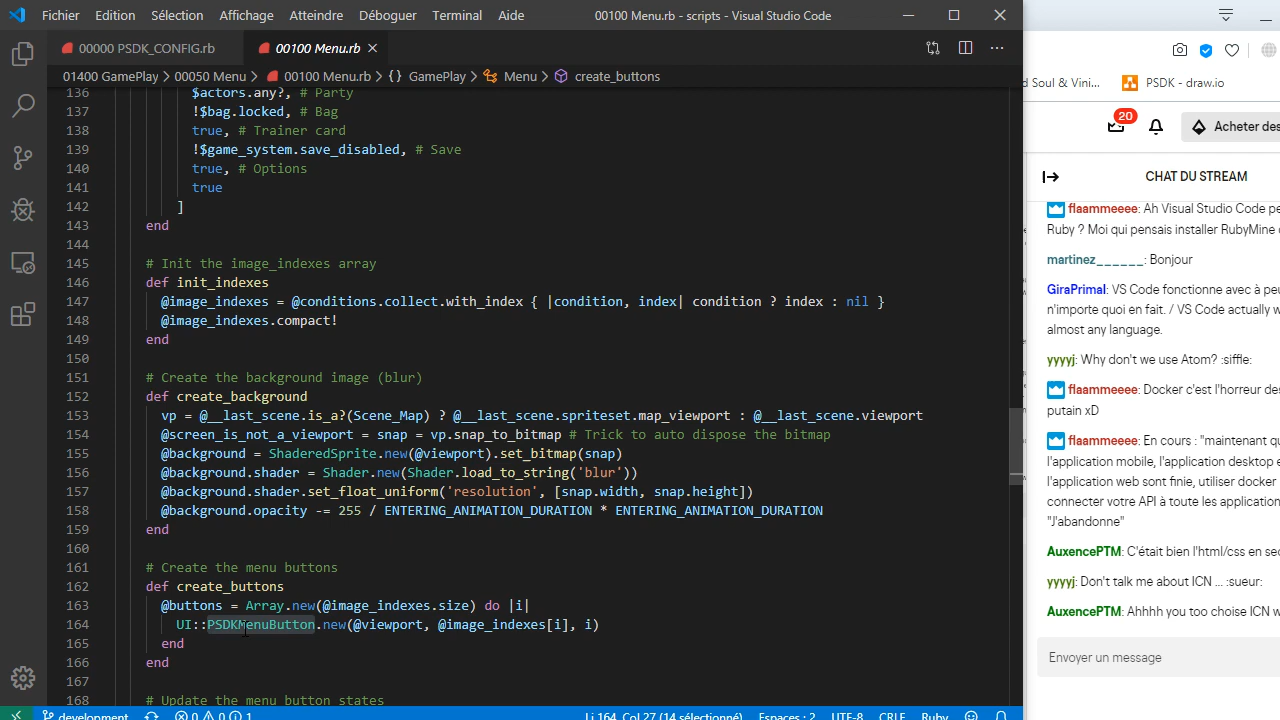 Fichier Edition Sélection Affichage Atteindre Déboguer Terminal Aide 00100 Menu.rb - scripts - Visual Studio Code
00000 PSDK_CONFIG.rb 00100 Menu.rb
01400 GamePlay > 00050 Menu > 00100 Menu.rb > {} GamePlay > Menu > create_buttons
136 $actors.any?, # Party
137 !$bag.locked, # Bag
138 true, # Trainer card
139 !$game_system.save_disabled, # Save
140 true, # Options
141 true
142 ]
143 end
144
145 # Init the image_indexes array
146 def init_indexes
147 @image_indexes = @conditions.collect.with_index { |condition, index| condition ? index : nil }
148 @image_indexes.compact!
149 end
150
151 # Create the background image (blur)
152 def create_background
153 vp = @__last_scene.is_a?(Scene_Map) ? @__last_scene.spriteset.map_viewport : @__last_scene.viewport
154 @screen_is_not_a_viewport = snap = vp.snap_to_bitmap # Trick to auto dispose the bitmap
155 @background = ShaderedSprite.new(@viewport).set_bitmap(snap)
156 @background.shader = Shader.new(Shader.load_to_string('blur'))
157 @background.shader.set_float_uniform('resolution', [snap.width, snap.height])
158 @background.opacity -= 255 / ENTERING_ANIMATION_DURATION * ENTERING_ANIMATION_DURATION
159 end
160
161 # Create the menu buttons
162 def create_buttons
163 @buttons = Array.new(@image_indexes.size) do |i|
164 UI::PSDKMenuButton.new(@viewport, @image_indexes[i], i)
165 end
166 end
167
168 # Update the menu button states
development 0 0 1 Li 164, Col 27 (14 sélectionné) Espaces : 2 UTF-8 CRLF Ruby
d Soul & Vini... PSDK - draw.io
20 Acheter des
CHAT DU STREAM
flaammeeee: Ah Visual Studio Code pe
Ruby ? Moi qui pensais installer RubyMine
martinez______: Bonjour
GiraPrimal: VS Code fonctionne avec à peu
n'importe quoi en fait. / VS Code actually w
almost any language.
yyyyj: Why don't we use Atom? :siffle:
flaammeeee: Docker c'est l'horreur des
putain xD
flaammeeee: En cours : "maintenant qu
l'application mobile, l'application desktop e
l'application web sont finie, utiliser docker
connecter votre API à toute les application
"J'abandonne"
AuxencePTM: C'était bien l'html/css en sec
yyyyj: Don't talk me about ICN ... :sueur:
AuxencePTM: Ahhhh you too choise ICN w
Envoyer un message